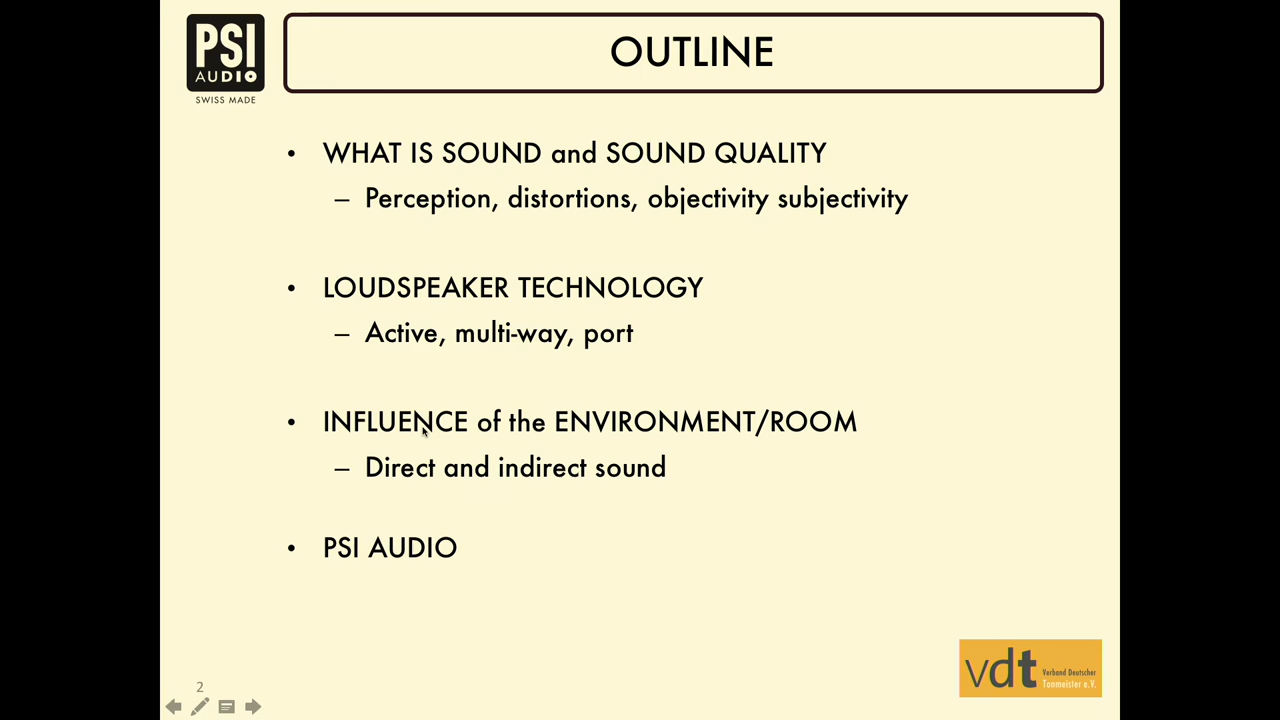 PSI
AUDIO
SWISS MADE
OUTLINE
• WHAT IS SOUND and SOUND QUALITY
– Perception, distortions, objectivity subjectivity
• LOUDSPEAKER TECHNOLOGY
– Active, multi-way, port
• INFLUENCE of the ENVIRONMENT/ROOM
– Direct and indirect sound
• PSI AUDIO
vdt
Verband Deutscher
Tonmeister e.V.
2